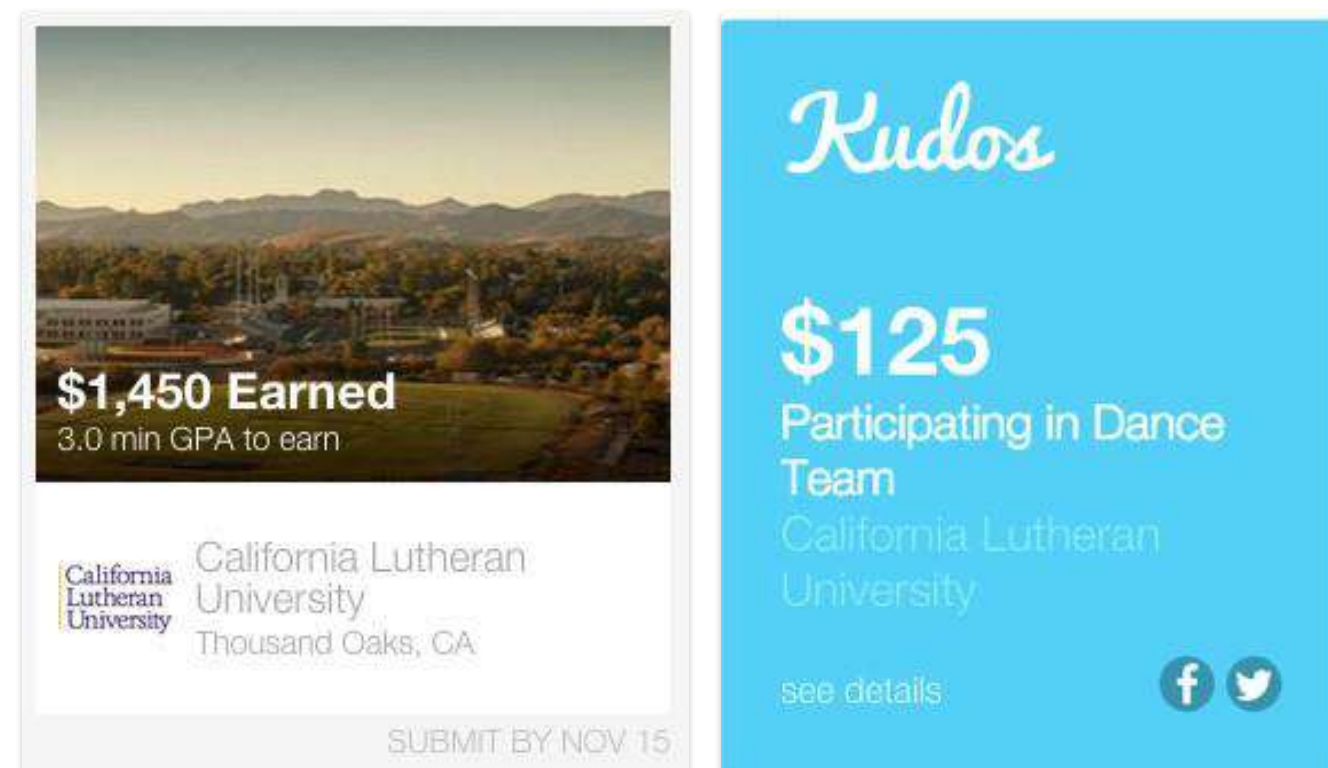 $1,450 Earned
3.0 min GPA to earn
California
Lutheran
University
California Lutheran
University
Thousand Oaks, CA
SUBMIT BY NOV 15
Kudos
$125
Participating in Dance
Team
California Lutheran
University
see details